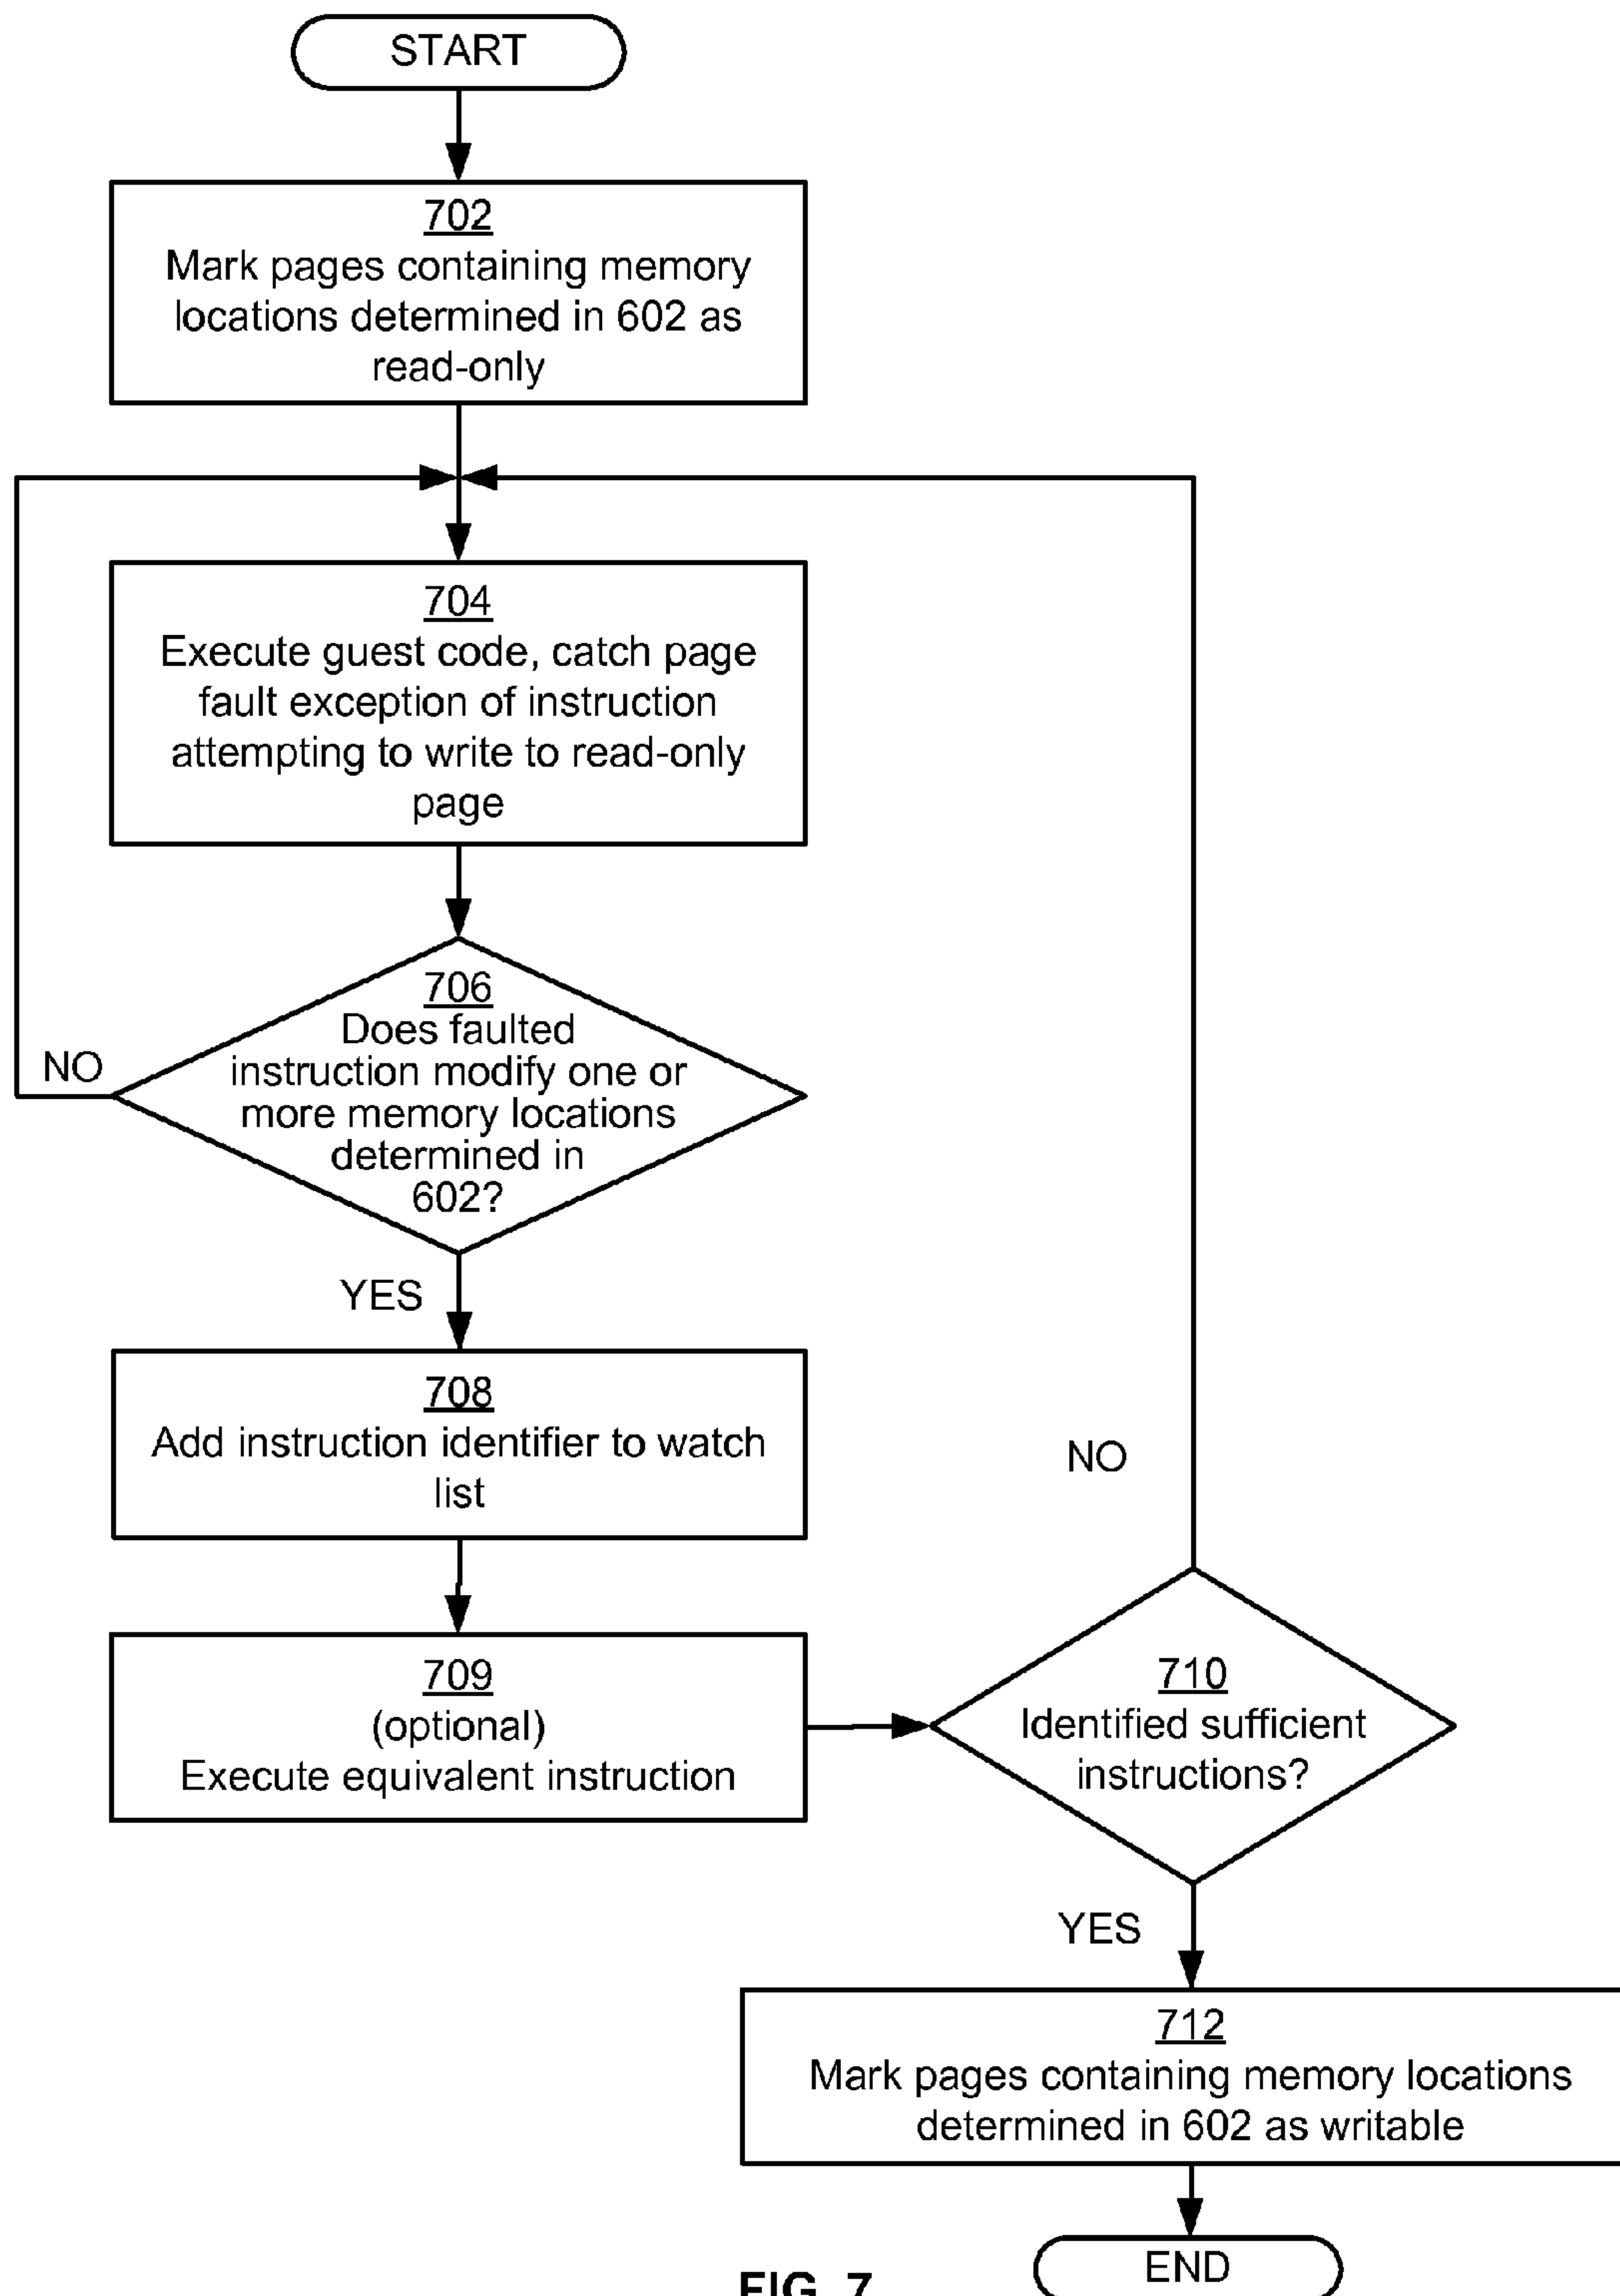 START
702
Mark pages containing memory
locations determined in 602 as
read-only
704
Execute guest code, catch page
fault exception of instruction
attempting to write to read-only
page
706
Does faulted
instruction modify one or
more memory locations
determined in
602?
NO
YES
708
Add instruction identifier to watch
list
NO
709
(optional)
Execute equivalent instruction
710
Identified sufficient
instructions?
YES
712
Mark pages containing memory locations
determined in 602 as writable
END
FIG. 7